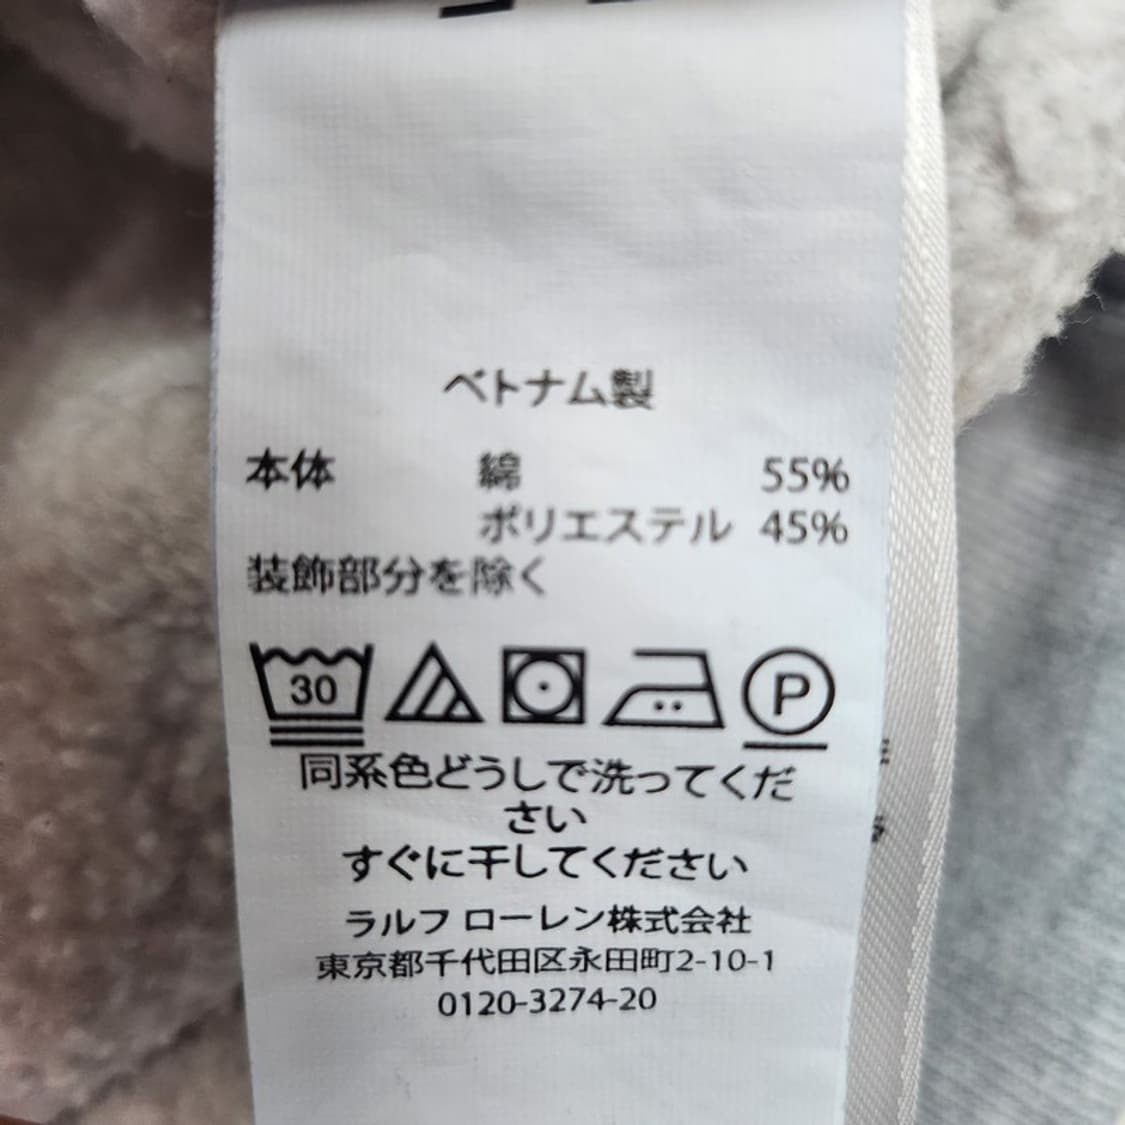 ベトナム製
本体 綿 55%
ポリエステル 45%
装飾部分を除く
30 P
同系色どうしで洗ってくだ
さい
すぐに干してください
ラルフ ローレン株式会社
東京都千代田区永田町2-10-1
0120-3274-20